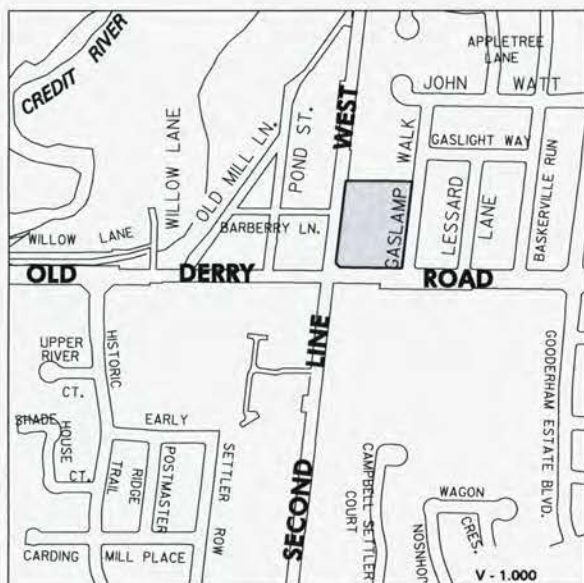 CREDIT RIVER
APPLETREE
LANE
JOHN WATT
GASLIGHT WAY
WILLOW LANE
OLD MILL LN.
POND ST.
WEST
WALK
GASLAMP
LESSARD
LANE
BASKERVILLE RUN
BARBERRY LN.
WILLOW LANE
OLD DERRY ROAD
LINE
SECOND
UPPER
RIVER
CT.
HISTORIC
TRAIL
SHADE
HOUSE
CT.
EARLY
SETTLER
ROW
RIDGE
POSTMASTER
CARDING MILL PLACE
CAMPBELL SETTLER
COURT
GOODERHAM ESTATE BLVD.
WAGON
CRES.
JOHNSON
V - 1.000